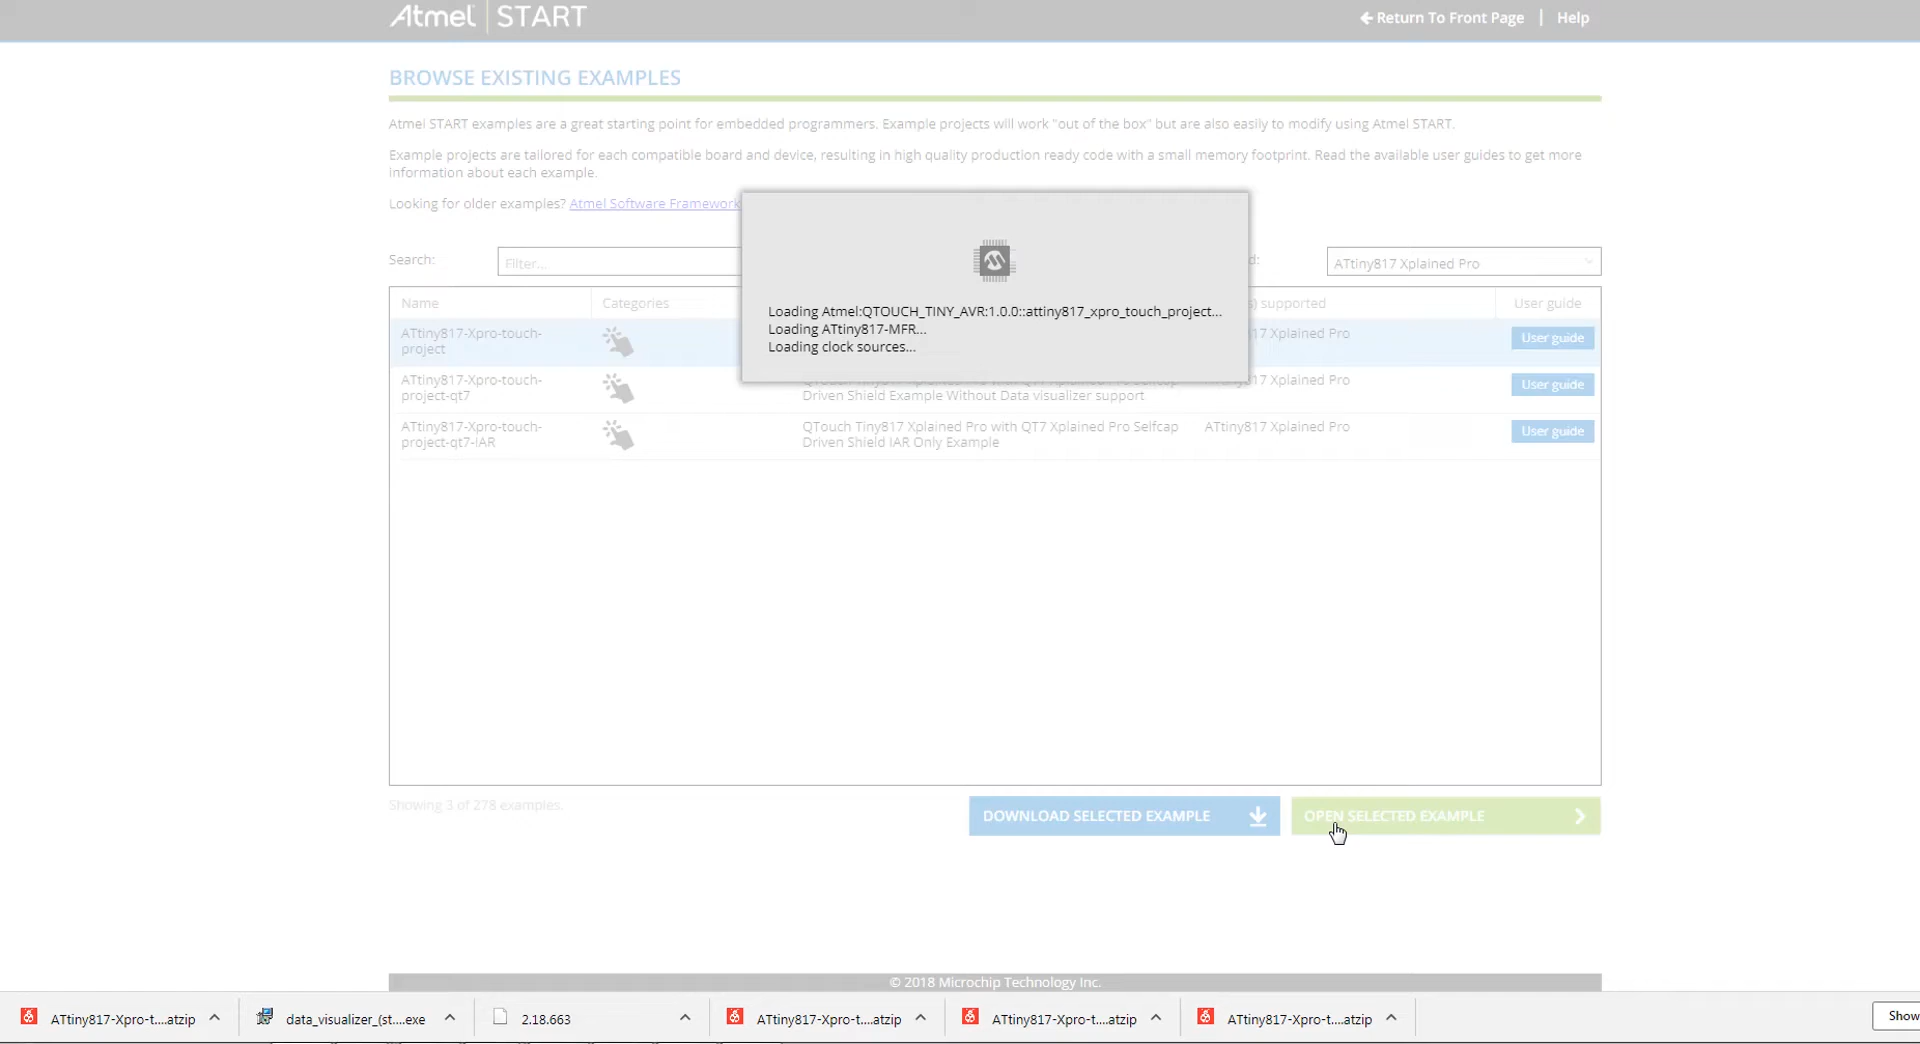 Atmel START
Return To Front Page | Help
BROWSE EXISTING EXAMPLES
Atmel START examples are a great starting point for embedded programmers. Example projects will work "out of the box" but are also easily to modify using Atmel START.
Example projects are tailored for each compatible board and device, resulting in high quality production ready code with a small memory footprint. Read the available user guides to get more
information about each example.
Looking for older examples? Atmel Software Framework
Search:
Filter...
d:
ATtiny817 Xplained Pro
Loading Atmel:QTOUCH_TINY_AVR:1.0.0::attiny817_xpro_touch_project...
Loading ATtiny817-MFR...
Loading clock sources...
Name
Categories
) supported
User guide
ATtiny817-Xpro-touch-
project
17 Xplained Pro
User guide
ATtiny817-Xpro-touch-
project-qt7
Driven Shield Example Without Data visualizer support
17 Xplained Pro
User guide
ATtiny817-Xpro-touch-
project-qt7-IAR
QTouch Tiny817 Xplained Pro with QT7 Xplained Pro Selfcap
Driven Shield IAR Only Example
ATtiny817 Xplained Pro
User guide
Showing 3 of 278 examples.
DOWNLOAD SELECTED EXAMPLE
OPEN SELECTED EXAMPLE
© 2018 Microchip Technology Inc.
ATtiny817-Xpro-t....atzip
data_visualizer_(st....exe
2.18.663
ATtiny817-Xpro-t....atzip
ATtiny817-Xpro-t....atzip
ATtiny817-Xpro-t....atzip
Show